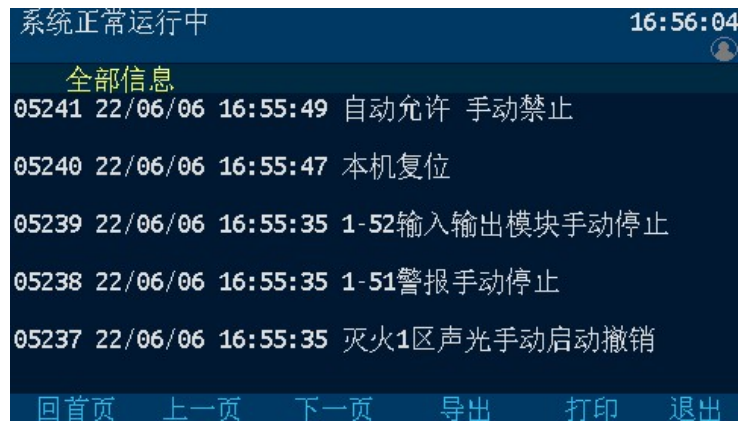 系统正常运行中 16:56:04
全部信息
05241 22/06/06 16:55:49 自动允许 手动禁止
05240 22/06/06 16:55:47 本机复位
05239 22/06/06 16:55:35 1-52输入输出模块手动停止
05238 22/06/06 16:55:35 1-51警报手动停止
05237 22/06/06 16:55:35 灭火1区声光手动启动撤销
回首页 上一页 下一页 导出 打印 退出